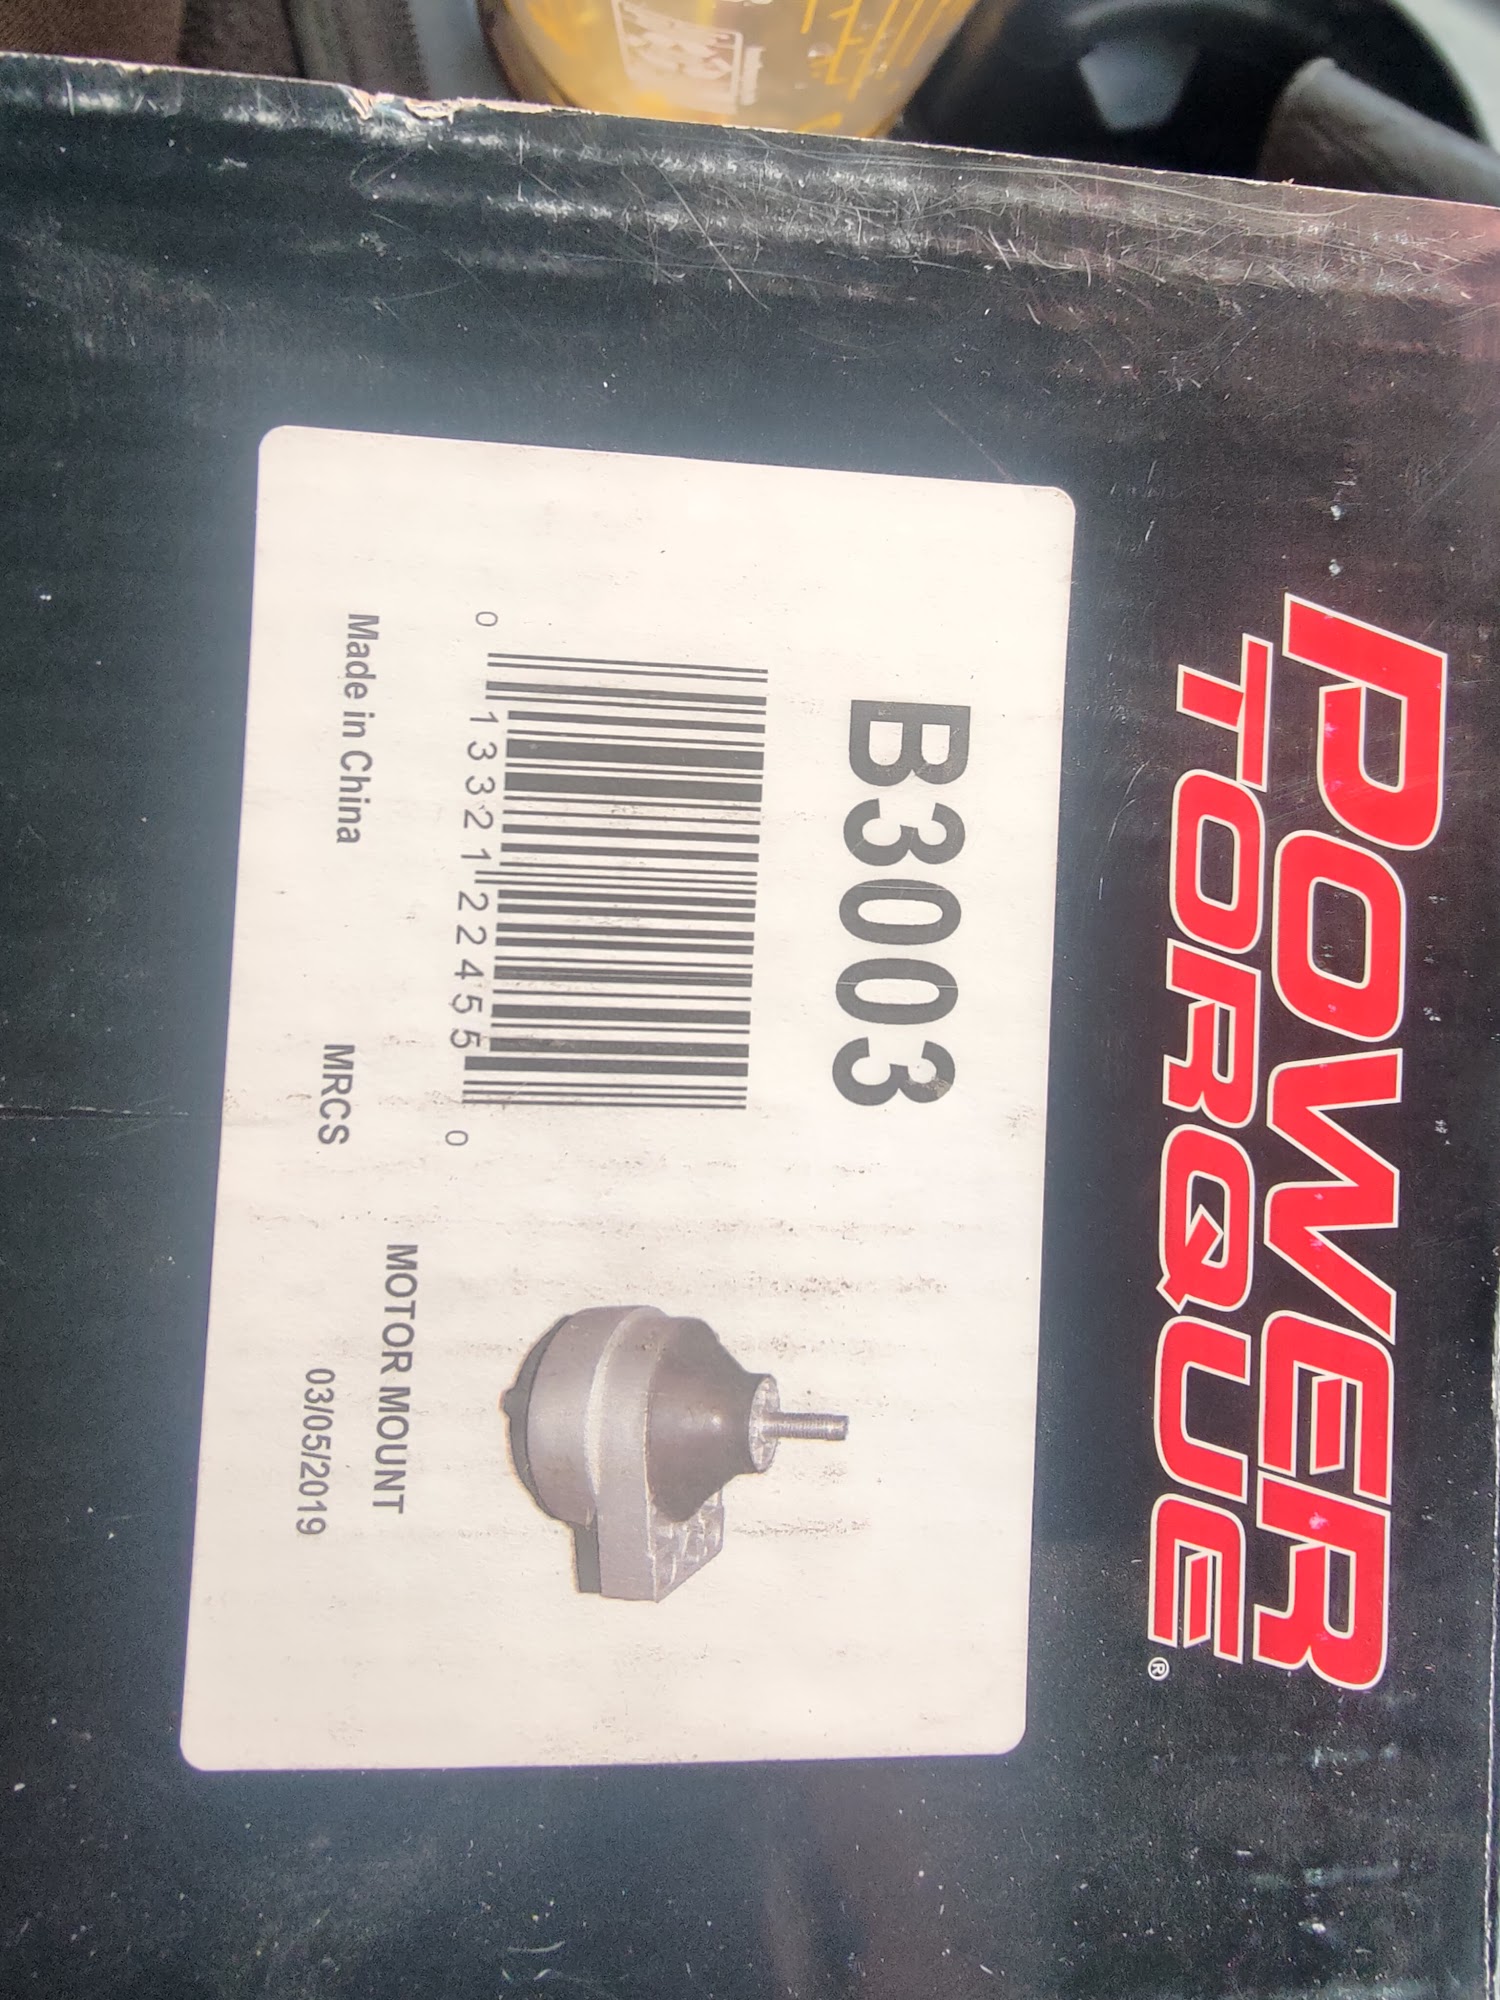 POWER
TORQUE®
B3003
0 13321 22455 0
MOTOR MOUNT
Made in China
MRCS
03/05/2019